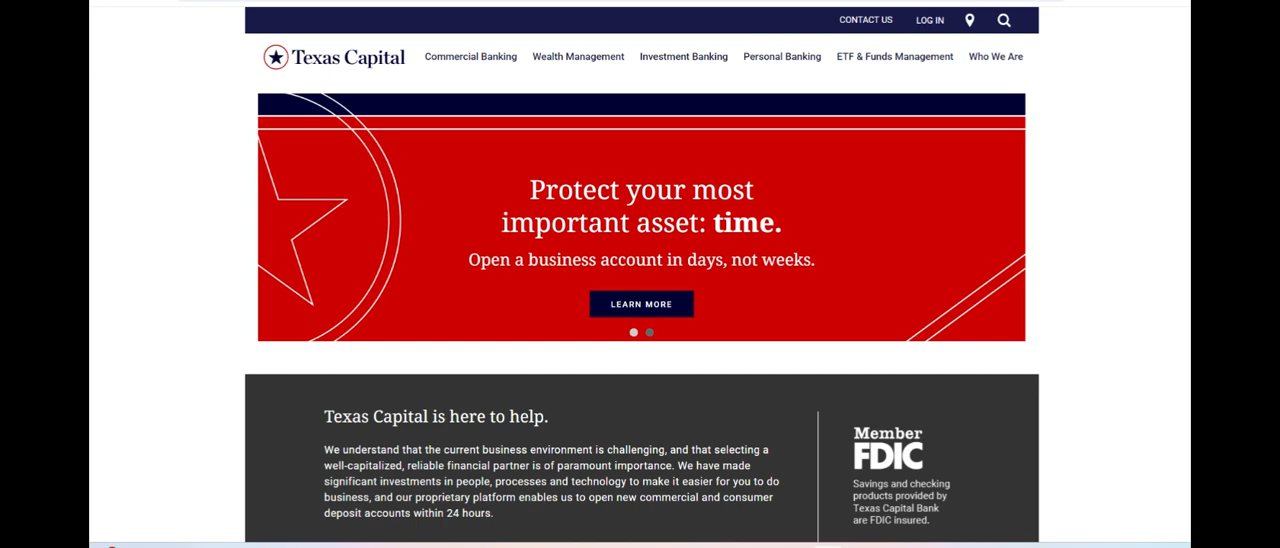 CONTACT US LOG IN
Texas Capital Commercial Banking Wealth Management Investment Banking Personal Banking ETF & Funds Management Who We Are
Protect your most
important asset: time.
Open a business account in days, not weeks.
LEARN MORE
Texas Capital is here to help.
We understand that the current business environment is challenging, and that selecting a
well-capitalized, reliable financial partner is of paramount importance. We have made
significant investments in people, processes and technology to make it easier for you to do
business, and our proprietary platform enables us to open new commercial and consumer
deposit accounts within 24 hours.
Member
FDIC
Savings and checking
products provided by
Texas Capital Bank
are FDIC insured.